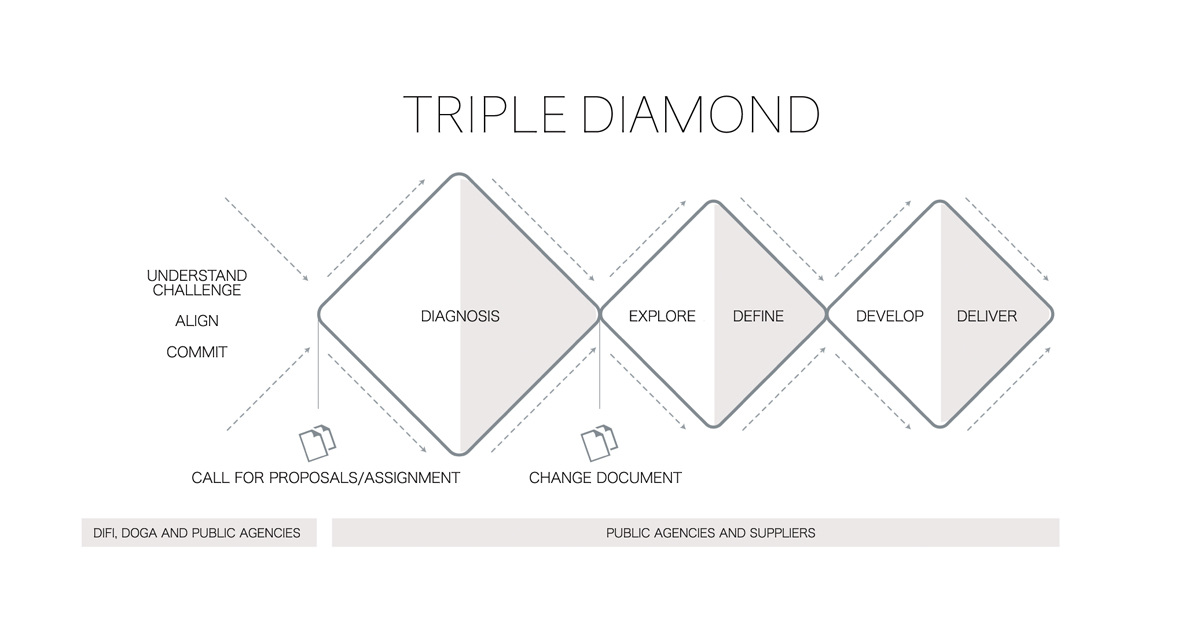 TRIPLE DIAMOND
UNDERSTAND
CHALLENGE
ALIGN
COMMIT
DIAGNOSIS
EXPLORE
DEFINE
DEVELOP
DELIVER
CALL FOR PROPOSALS/ASSIGNMENT
CHANGE DOCUMENT
DIFI, DOGA AND PUBLIC AGENCIES
PUBLIC AGENCIES AND SUPPLIERS